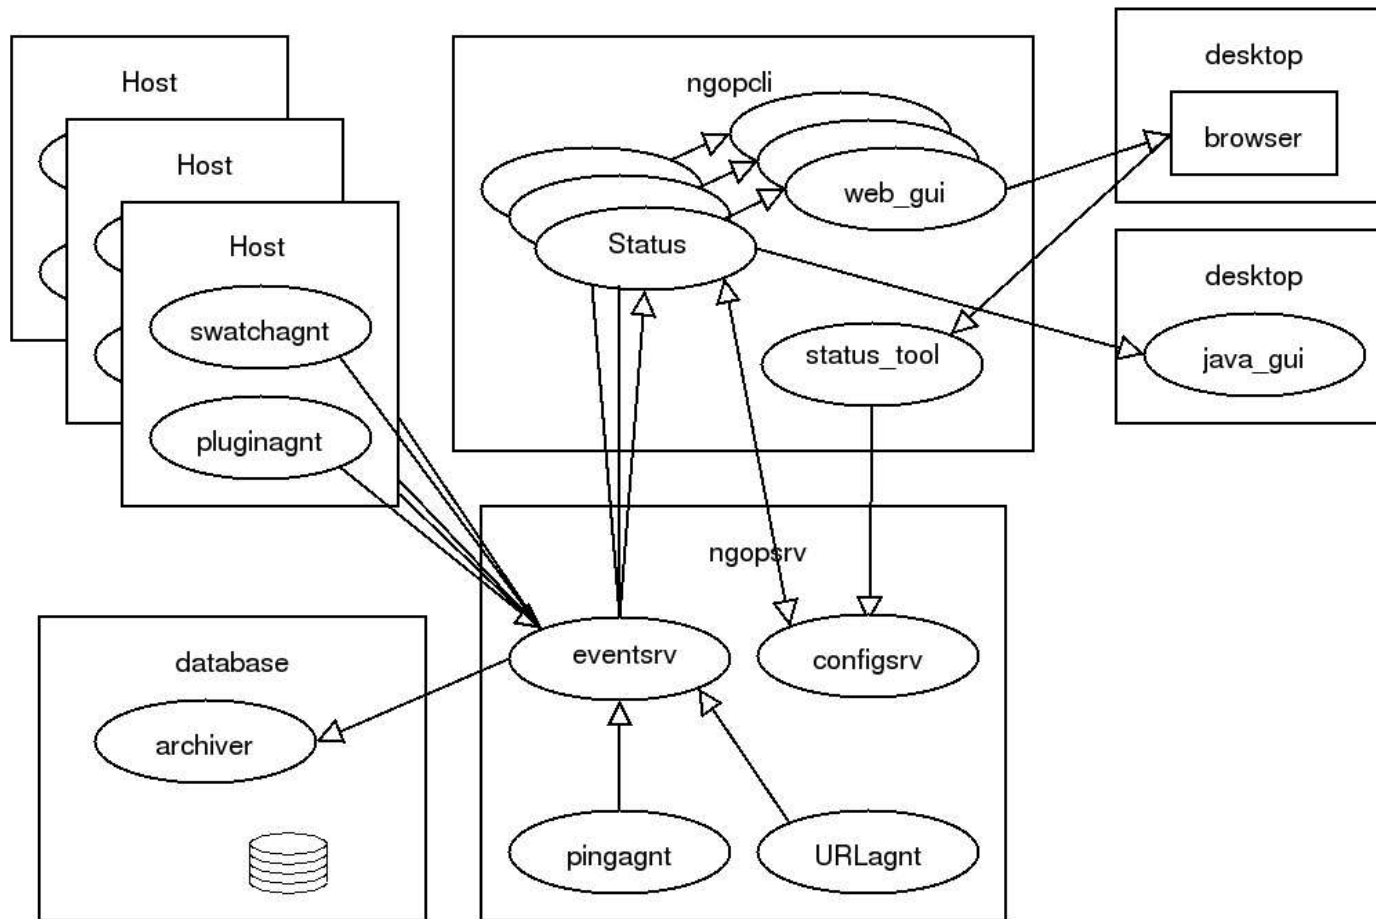 Host
Host
Host
swatchagnt
pluginagnt
ngopcli
web_gui
Status
status_tool
desktop
browser
desktop
java_gui
ngopsrv
eventsrv
configsrv
pingagnt
URLagnt
database
archiver